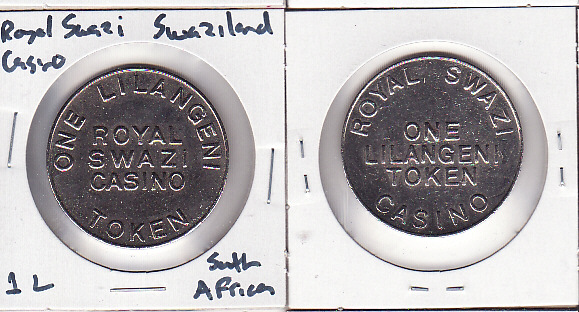 Royal Swazi Swaziland
Casino
ONE LILANGENI
ROYAL
SWAZI
CASINO
TOKEN
1 L
South
Africa
ROYAL SWAZI
ONE
LILANGENI
TOKEN
CASINO